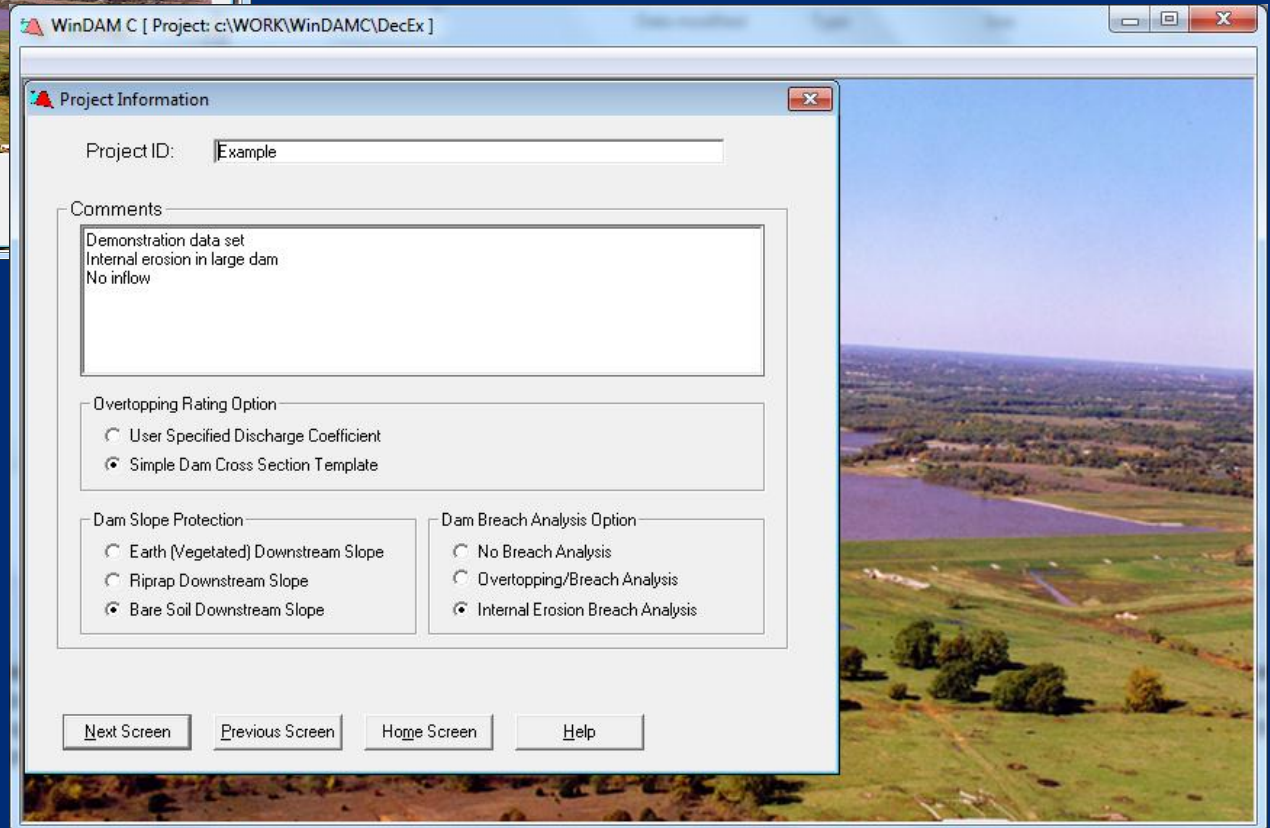 WinDAM C [ Project: c:\WORK\WinDAMC\DecEx ]
Project Information
Project ID: Example
Comments
Demonstration data set
Internal erosion in large dam
No inflow
Overtopping Rating Option
User Specified Discharge Coefficient
Simple Dam Cross Section Template
Dam Slope Protection
Earth (Vegetated) Downstream Slope
Riprap Downstream Slope
Bare Soil Downstream Slope
Dam Breach Analysis Option
No Breach Analysis
Overtopping/Breach Analysis
Internal Erosion Breach Analysis
Next Screen Previous Screen Home Screen Help